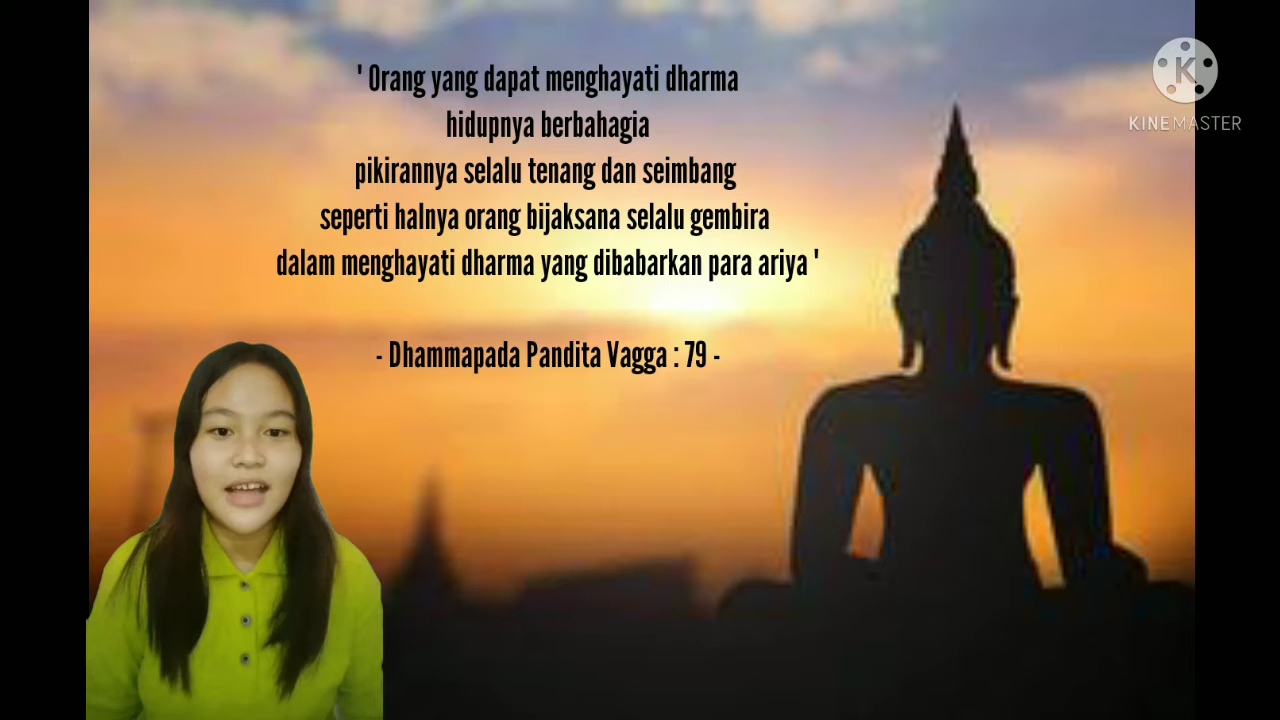 ' Orang yang dapat menghayati dharma
hidupnya berbahagia
pikirannya selalu tenang dan seimbang
seperti halnya orang bijaksana selalu gembira
dalam menghayati dharma yang dibabarkan para ariya '
- Dhammapada Pandita Vagga : 79 -
K
KINEMASTER